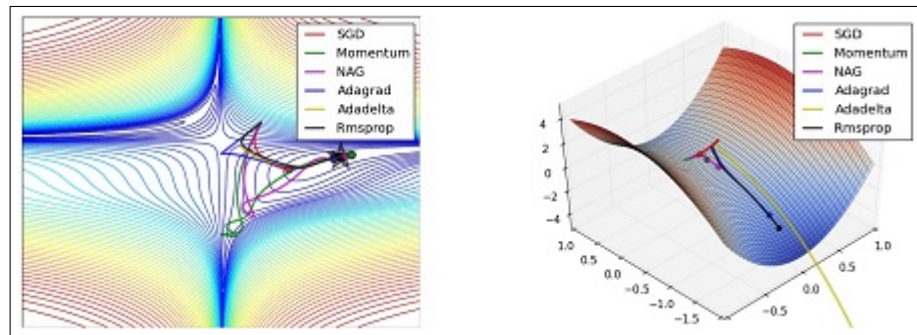 SGD
Momentum
NAG
Adagrad
Adadelta
Rmsprop
SGD
Momentum
NAG
Adagrad
Adadelta
Rmsprop
4
2
0
−2
−4
1.0
0.5
0.0
−0.5
−1.0
−1.5
−0.5
0.0
0.5
1.0